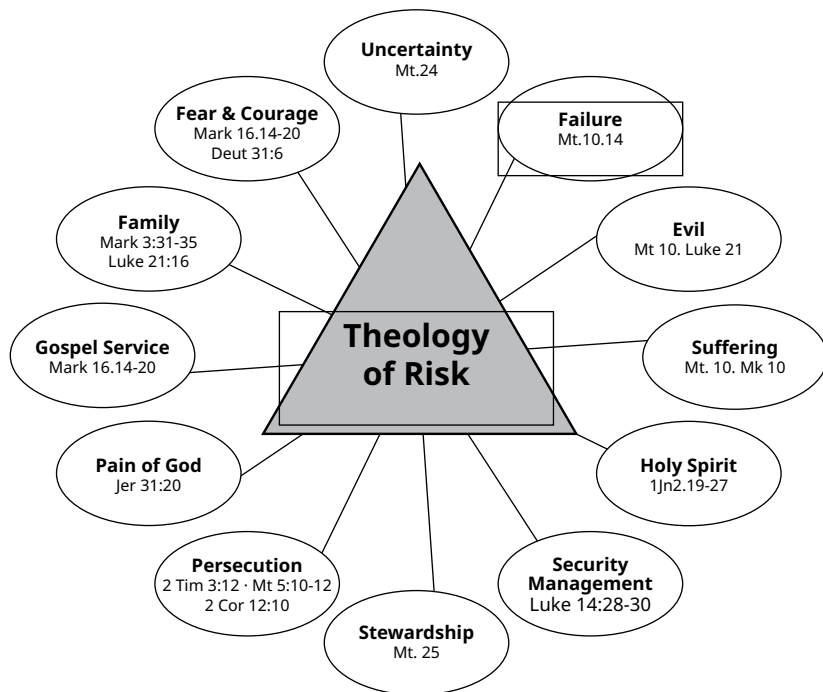 Uncertainty
Mt.24
Fear & Courage
Mark 16.14-20
Deut 31:6
Failure
Mt.10.14
Family
Mark 3:31-35
Luke 21:16
Evil
Mt 10. Luke 21
Theology
of Risk
Gospel Service
Mark 16.14-20
Suffering
Mt. 10. Mk 10
Pain of God
Jer 31:20
Holy Spirit
1Jn2.19-27
Persecution
2 Tim 3:12 · Mt 5:10-12
2 Cor 12:10
Security
Management
Luke 14:28-30
Stewardship
Mt. 25